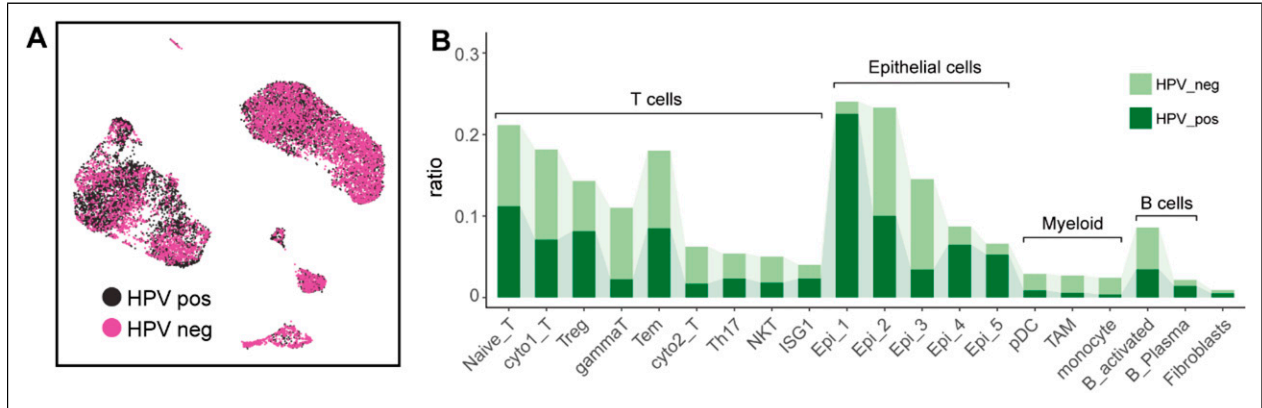 A
HPV pos
HPV neg
B
ratio
0.3
0.2
0.1
0
T cells
Epithelial cells
Myeloid
B cells
HPV_neg
HPV_pos
Naive_T
cyto1_T
Treg
gammaT
Tem
cyto2_T
Th17
NKT
ISG1
Epi_1
Epi_2
Epi_3
Epi_4
Epi_5
pDC
TAM
monocyte
B_activated
B_Plasma
Fibroblasts